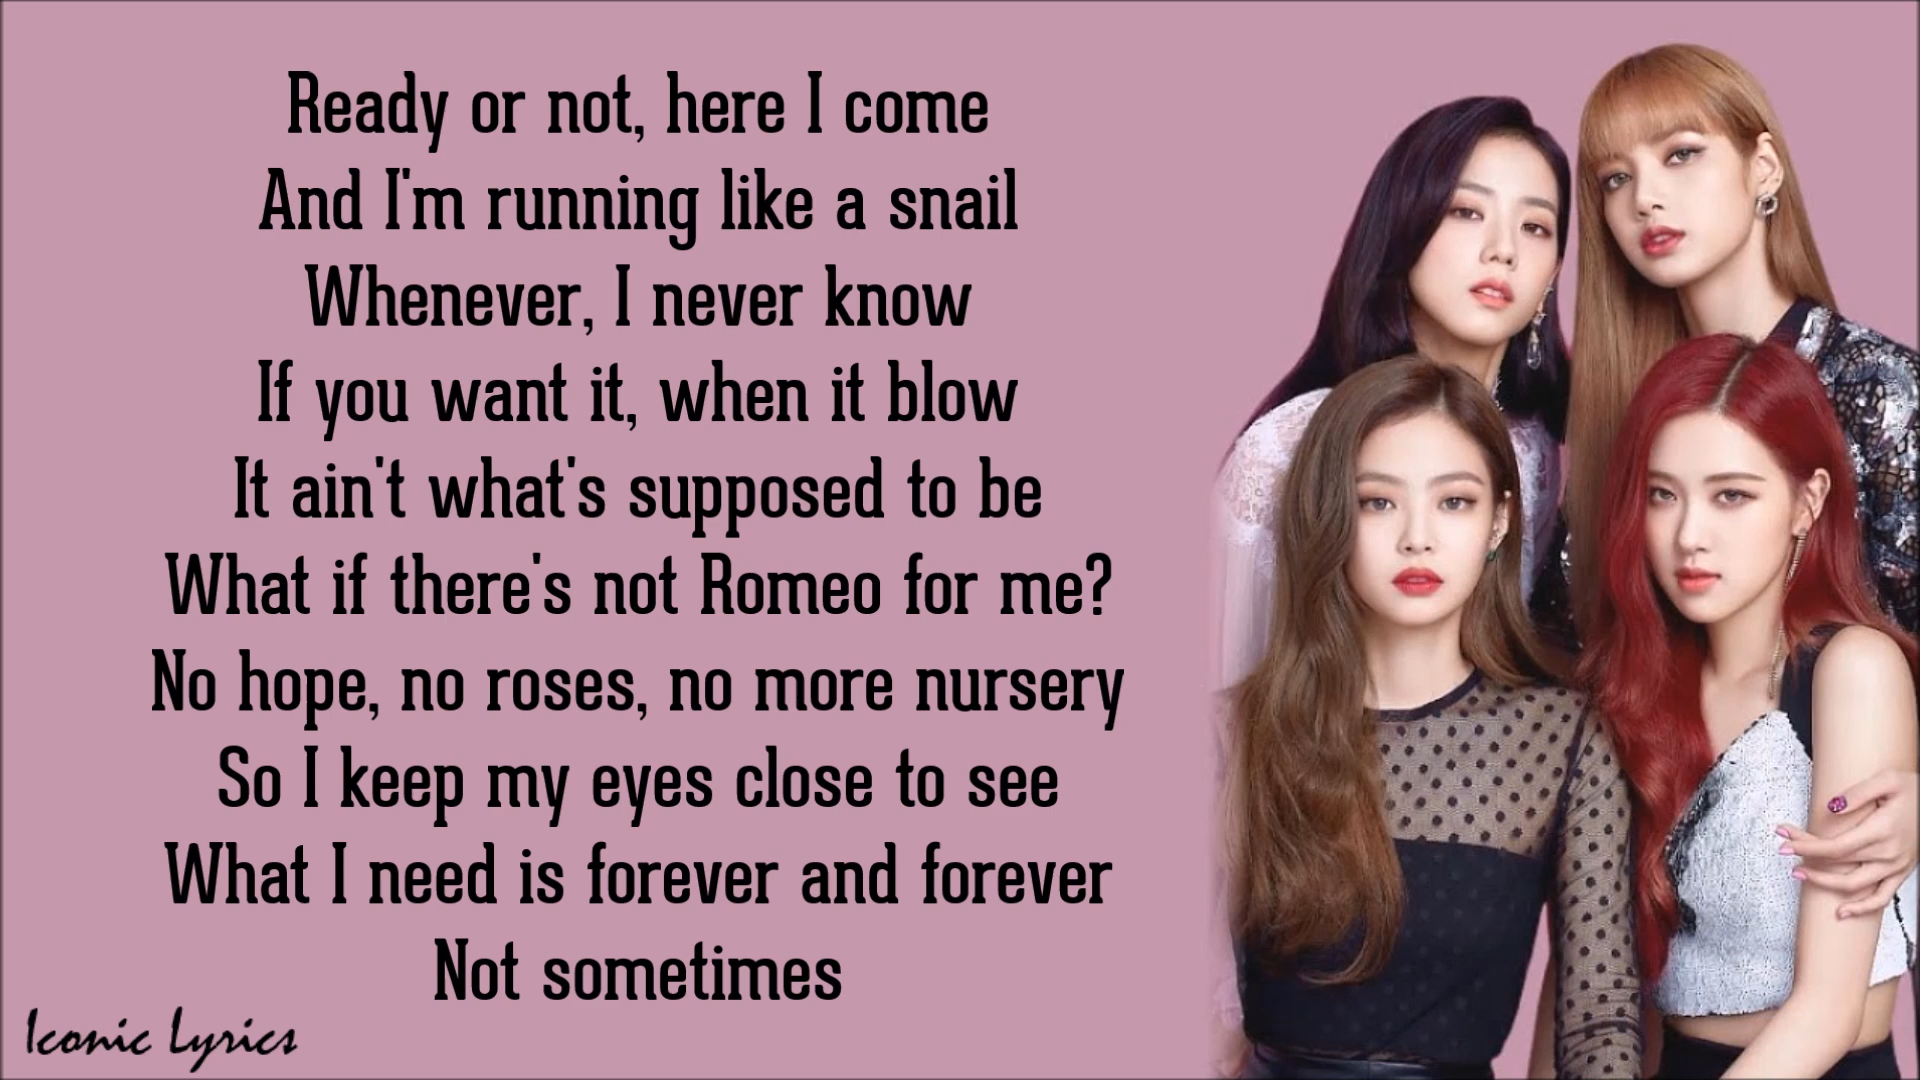 Ready or not, here I come
And I'm running like a snail
Whenever, I never know
If you want it, when it blow
It ain't what's supposed to be
What if there's not Romeo for me?
No hope, no roses, no more nursery
So I keep my eyes close to see
What I need is forever and forever
Not sometimes
Iconic Lyrics